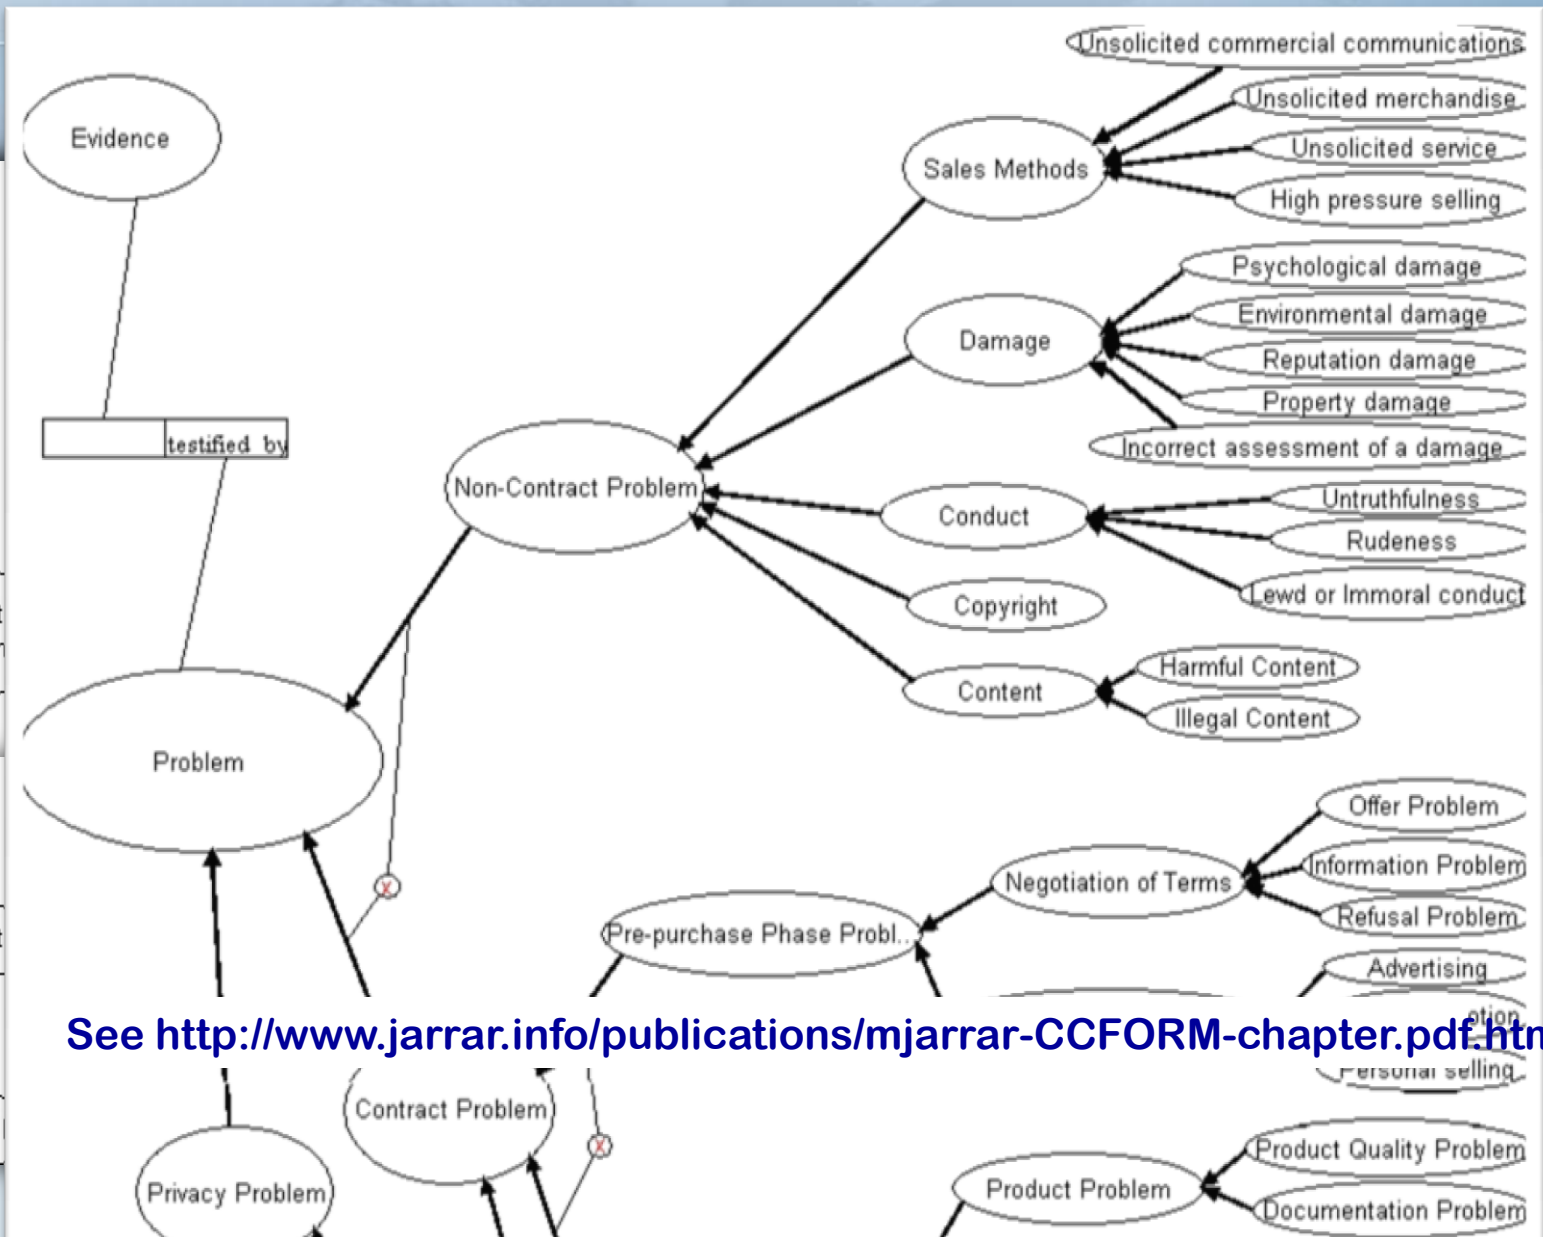 Unsolicited commercial communications
Unsolicited merchandise
Evidence
Unsolicited service
Sales Methods
High pressure selling
Psychological damage
Environmental damage
Damage
Reputation damage
Property damage
testified by
Incorrect assessment of a damage
Non-Contract Problem
Untruthfulness
Conduct
Rudeness
Lewd or Immoral conduct
Copyright
Harmful Content
Content
Illegal Content
Problem
Offer Problem
Information Problem
Negotiation of Terms
Refusal Problem
Pre-purchase Phase Probl...
Advertising
otion
See http://www.jarrar.info/publications/mjarrar-CCFORM-chapter.pdf.htm
Personal selling
Contract Problem
Product Quality Problem
Privacy Problem
Product Problem
Documentation Problem